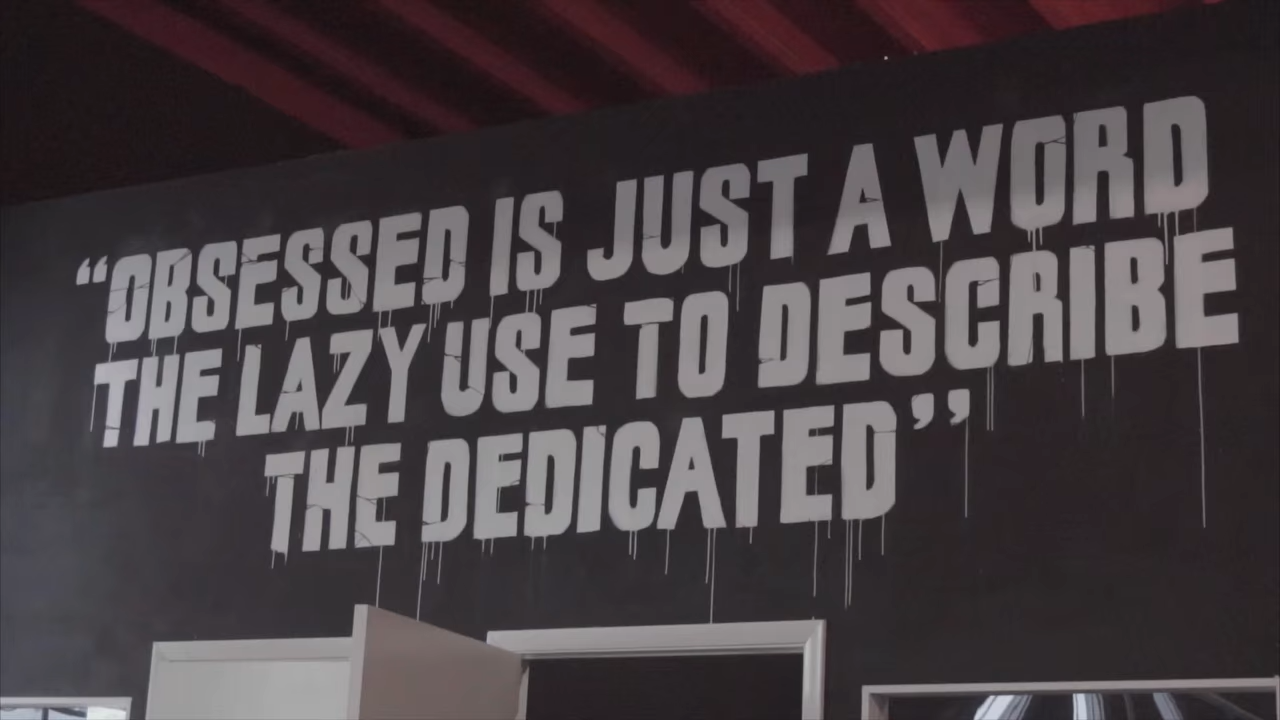 “OBSESSED IS JUST A WORD
THE LAZY USE TO DESCRIBE
THE DEDICATED”